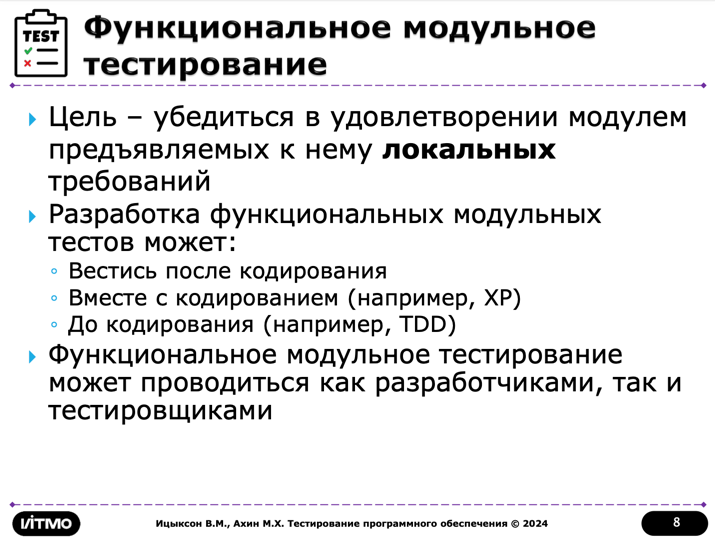 TEST
Функциональное модульное
тестирование
Цель – убедиться в удовлетворении модулем
предъявляемых к нему локальных
требований
Разработка функциональных модульных
тестов может:
Вестись после кодирования
Вместе с кодированием (например, XP)
До кодирования (например, TDD)
Функциональное модульное тестирование
может проводиться как разработчиками, так и
тестировщиками
ИТМО
Ицыксон В.М., Ахин М.Х. Тестирование программного обеспечения © 2024
8